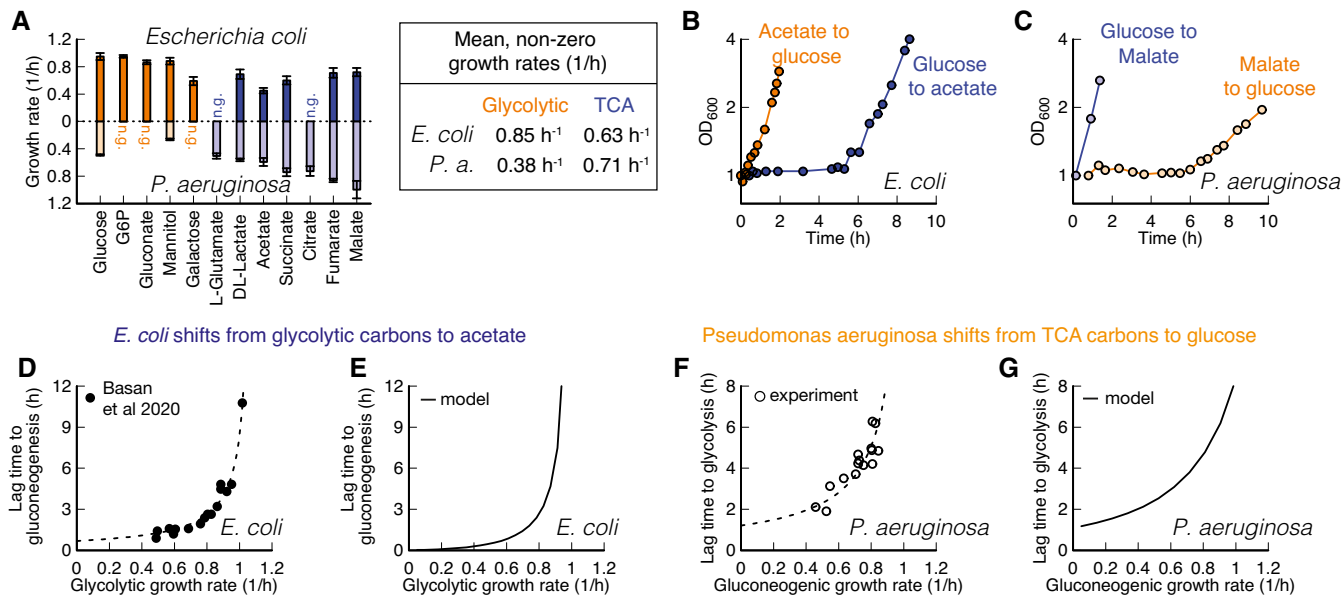 A
Escherichia coli
Growth rate (1/h)
1.2
0.8
0.4
0
0.4
0.8
1.2
n.g.
n.g.
n.g.
n.g.
n.g.
P. aeruginosa
Glucose
G6P
Gluconate
Mannitol
Galactose
L-Glutamate
DL-Lactate
Acetate
Succinate
Citrate
Fumarate
Malate
Mean, non-zero
growth rates (1/h)
Glycolytic TCA
E. coli 0.85 h-1 0.63 h-1
P. a. 0.38 h-1 0.71 h-1
B
Acetate to
glucose
Glucose
to acetate
OD600
4
2
1
E. coli
0 2 4 6 8 10
Time (h)
C
Glucose to
Malate
Malate
to glucose
OD600
4
2
1
P. aeruginosa
0 2 4 6 8 10
Time (h)
E. coli shifts from glycolytic carbons to acetate
Pseudomonas aeruginosa shifts from TCA carbons to glucose
D
Basan
et al 2020
Lag time to
gluconeogenesis (h)
12
9
6
3
0
E. coli
0 0.2 0.4 0.6 0.8 1 1.2
Glycolytic growth rate (1/h)
E
model
Lag time to
gluconeogenesis (h)
12
9
6
3
0
E. coli
0 0.2 0.4 0.6 0.8 1 1.2
Glycolytic growth rate (1/h)
F
experiment
Lag time to glycolysis (h)
8
6
4
2
0
P. aeruginosa
0 0.2 0.4 0.6 0.8 1 1.2
Gluconeogenic growth rate (1/h)
G
model
Lag time to glycolysis (h)
8
6
4
2
0
P. aeruginosa
0 0.2 0.4 0.6 0.8 1 1.2
Gluconeogenic growth rate (1/h)